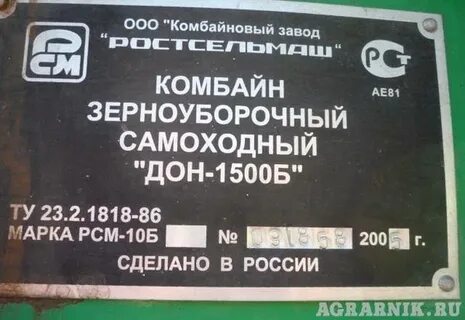 ООО "Комбайновый завод
"РОСТСЕЛЬМАШ"
РСМ
РСТ
АЕ81
КОМБАЙН
ЗЕРНОУБОРОЧНЫЙ
САМОХОДНЫЙ
"ДОН-1500Б"
ТУ 23.2.1818-86
МАРКА РСМ-10Б № 091868 2005 г.
СДЕЛАНО В РОССИИ
AGRARNIK.RU